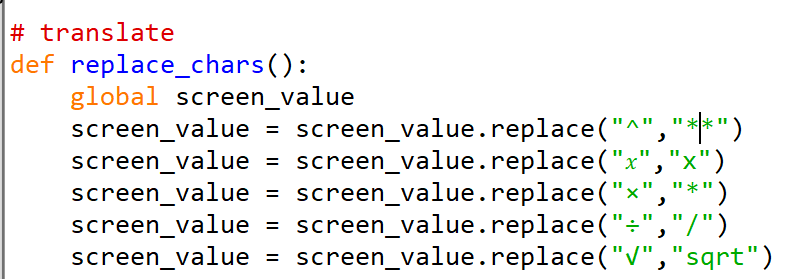 # translate
def replace_chars():
    global screen_value
    screen_value = screen_value.replace("^","**")
    screen_value = screen_value.replace("𝑥","x")
    screen_value = screen_value.replace("×","*")
    screen_value = screen_value.replace("÷","/")
    screen_value = screen_value.replace("√","sqrt")